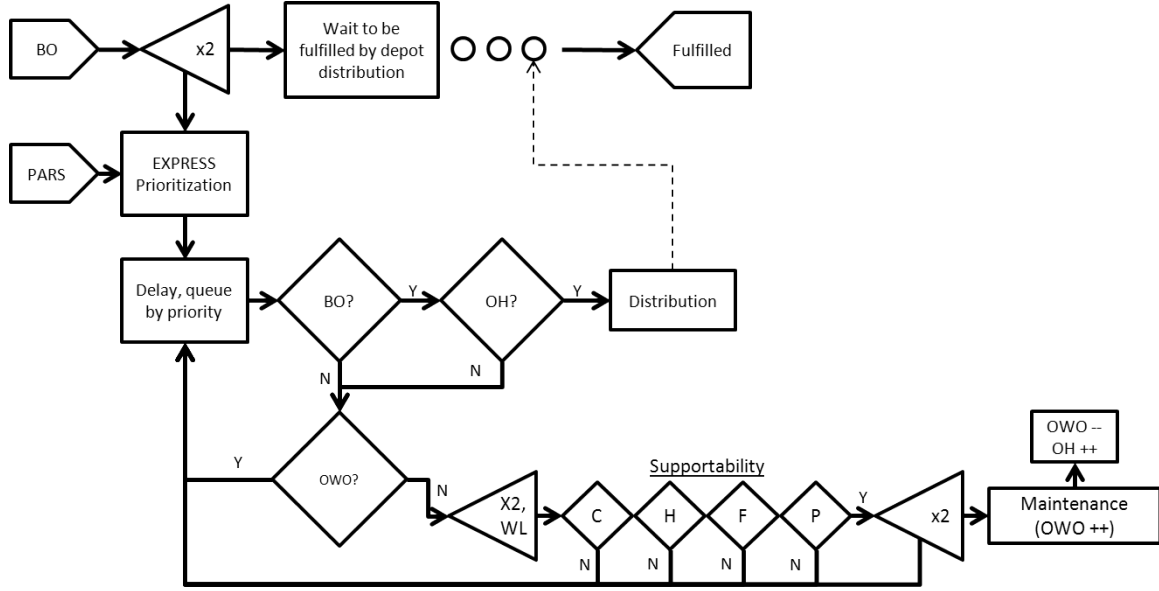 BO
x2
Wait to be
fulfilled by depot
distribution
Fulfilled
PARS
EXPRESS
Prioritization
Delay, queue
by priority
BO?
Y
OH?
Y
Distribution
N
N
OWO?
Y
N
X2,
WL
Supportability
C
H
F
P
Y
x2
N
N
N
N
Maintenance
(OWO ++)
OWO --
OH ++